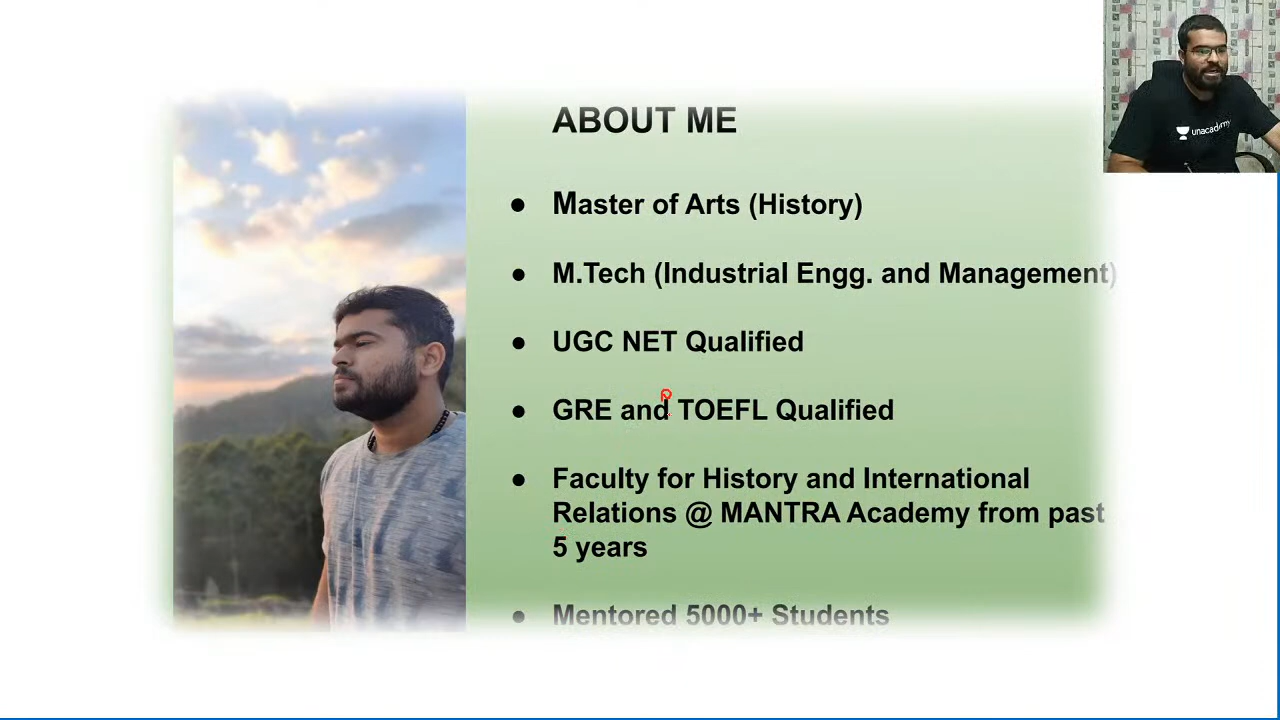 unacademy
ABOUT ME
● Master of Arts (History)
● M.Tech (Industrial Engg. and Management)
● UGC NET Qualified
● GRE and TOEFL Qualified
● Faculty for History and International
Relations @ MANTRA Academy from past
5 years
● Mentored 5000+ Students